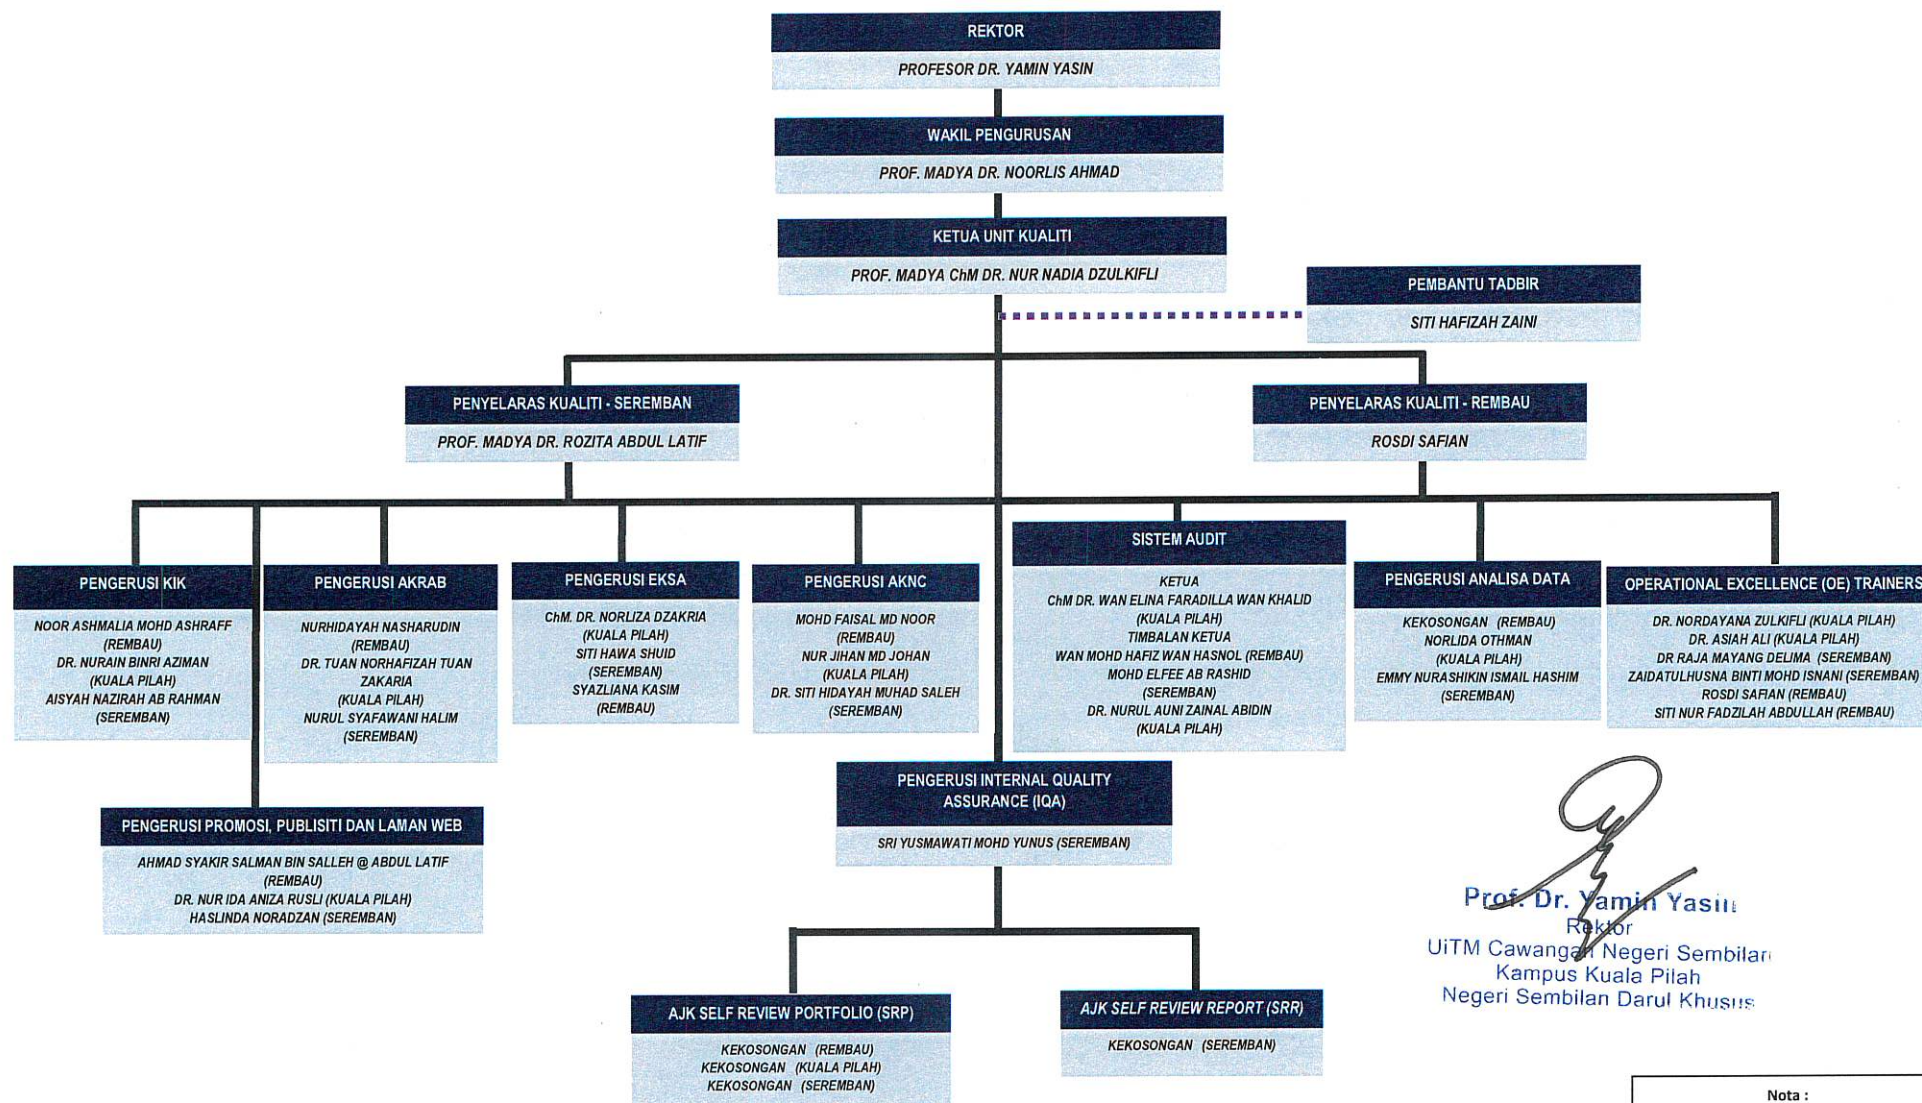 REKTOR
PROFESOR DR. YAMIN YASIN
WAKIL PENGURUSAN
PROF. MADYA DR. NOORLIS AHMAD
KETUA UNIT KUALITI
PROF. MADYA ChM DR. NUR NADIA DZULKIFLI
PEMBANTU TADBIR
SITI HAFIZAH ZAINI
PENYELARAS KUALITI - SEREMBAN
PROF. MADYA DR. ROZITA ABDUL LATIF
PENYELARAS KUALITI - REMBAU
ROSDI SAFIAN
PENGERUSI KIK
NOOR ASHMALIA MOHD ASHRAFF
(REMBAU)
DR. NURAIN BINRI AZIMAN
(KUALA PILAH)
AISYAH NAZIRAH AB RAHMAN
(SEREMBAN)
PENGERUSI AKRAB
NURHIDAYAH NASHARUDIN
(REMBAU)
DR. TUAN NORHAFIZAH TUAN
ZAKARIA
(KUALA PILAH)
NURUL SYAFAWANI HALIM
(SEREMBAN)
PENGERUSI EKSA
ChM. DR. NORLIZA DZAKRIA
(KUALA PILAH)
SITI HAWA SHUID
(SEREMBAN)
SYAZLIANA KASIM
(REMBAU)
PENGERUSI AKNC
MOHD FAISAL MD NOOR
(REMBAU)
NUR JIHAN MD JOHAN
(KUALA PILAH)
DR. SITI HIDAYAH MUHAD SALEH
(SEREMBAN)
SISTEM AUDIT
KETUA
ChM DR. WAN ELINA FARADILLA WAN KHALID
(KUALA PILAH)
TIMBALAN KETUA
WAN MOHD HAFIZ WAN HASNOL (REMBAU)
MOHD ELFEE AB RASHID
(SEREMBAN)
DR. NURUL AUNI ZAINAL ABIDIN
(KUALA PILAH)
PENGERUSI ANALISA DATA
KEKOSONGAN (REMBAU)
NORLIDA OTHMAN
(KUALA PILAH)
EMMY NURASHIKIN ISMAIL HASHIM
(SEREMBAN)
OPERATIONAL EXCELLENCE (OE) TRAINERS
DR. NORDAYANA ZULKIFLI (KUALA PILAH)
DR. ASIAH ALI (KUALA PILAH)
DR RAJA MAYANG DELIMA (SEREMBAN)
ZAIDATULHUSNA BINTI MOHD ISNANI (SEREMBAN)
ROSDI SAFIAN (REMBAU)
SITI NUR FADZILAH ABDULLAH (REMBAU)
PENGERUSI PROMOSI, PUBLISITI DAN LAMAN WEB
AHMAD SYAKIR SALMAN BIN SALLEH @ ABDUL LATIF
(REMBAU)
DR. NUR IDA ANIZA RUSLI (KUALA PILAH)
HASLINDA NORADZAN (SEREMBAN)
PENGERUSI INTERNAL QUALITY
ASSURANCE (IQA)
SRI YUSMAWATI MOHD YUNUS (SEREMBAN)
AJK SELF REVIEW PORTFOLIO (SRP)
KEKOSONGAN (REMBAU)
KEKOSONGAN (KUALA PILAH)
KEKOSONGAN (SEREMBAN)
AJK SELF REVIEW REPORT (SRR)
KEKOSONGAN (SEREMBAN)
Prof. Dr. Yamin Yasin
Rektor
UiTM Cawangan Negeri Sembilan
Kampus Kuala Pilah
Negeri Sembilan Darul Khusus
Nota :